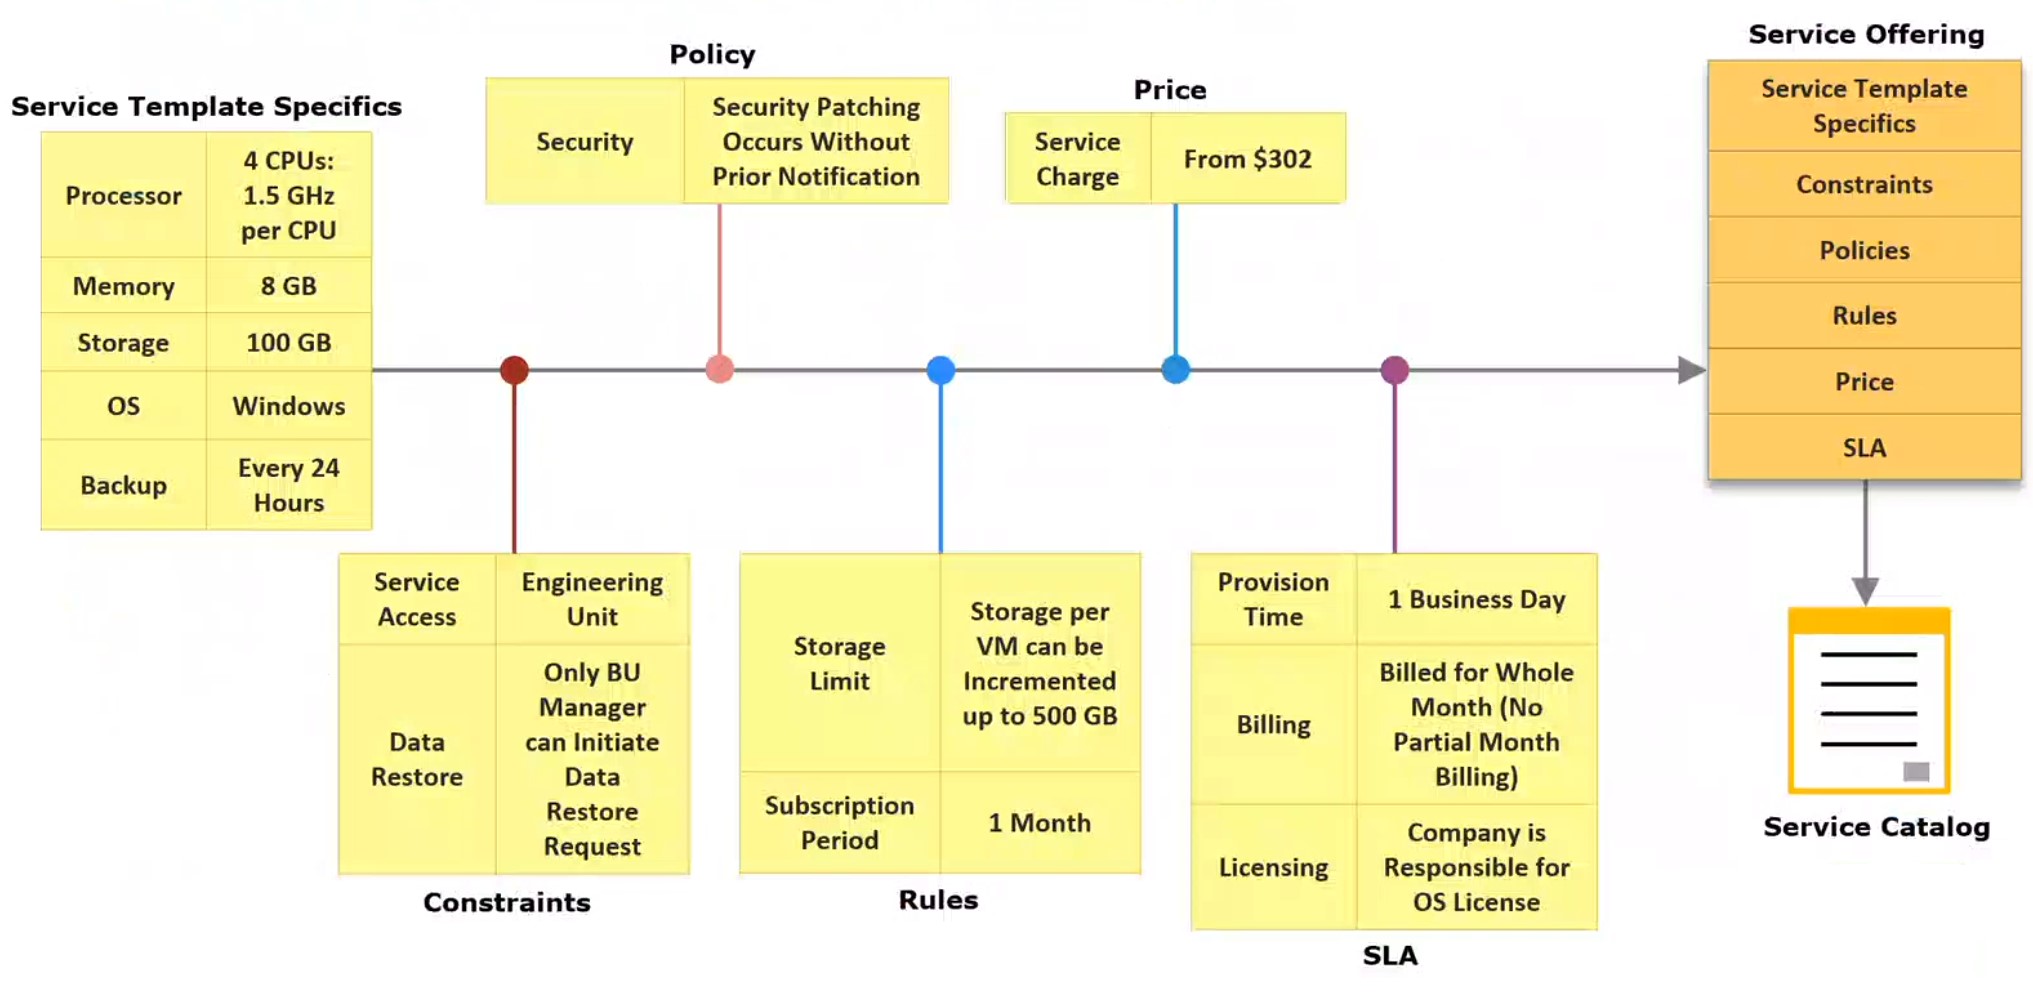 Service Template Specifics
Processor
4 CPUs:
1.5 GHz
per CPU
Memory
8 GB
Storage
100 GB
OS
Windows
Backup
Every 24
Hours
Service
Access
Engineering
Unit
Data
Restore
Only BU
Manager
can Initiate
Data
Restore
Request
Constraints
Policy
Security
Security Patching
Occurs Without
Prior Notification
Storage
Limit
Storage per
VM can be
Incremented
up to 500 GB
Subscription
Period
1 Month
Rules
Price
Service
Charge
From $302
Provision
Time
1 Business Day
Billing
Billed for Whole
Month (No
Partial Month
Billing)
Licensing
Company is
Responsible for
OS License
SLA
Service Offering
Service Template
Specifics
Constraints
Policies
Rules
Price
SLA
Service Catalog